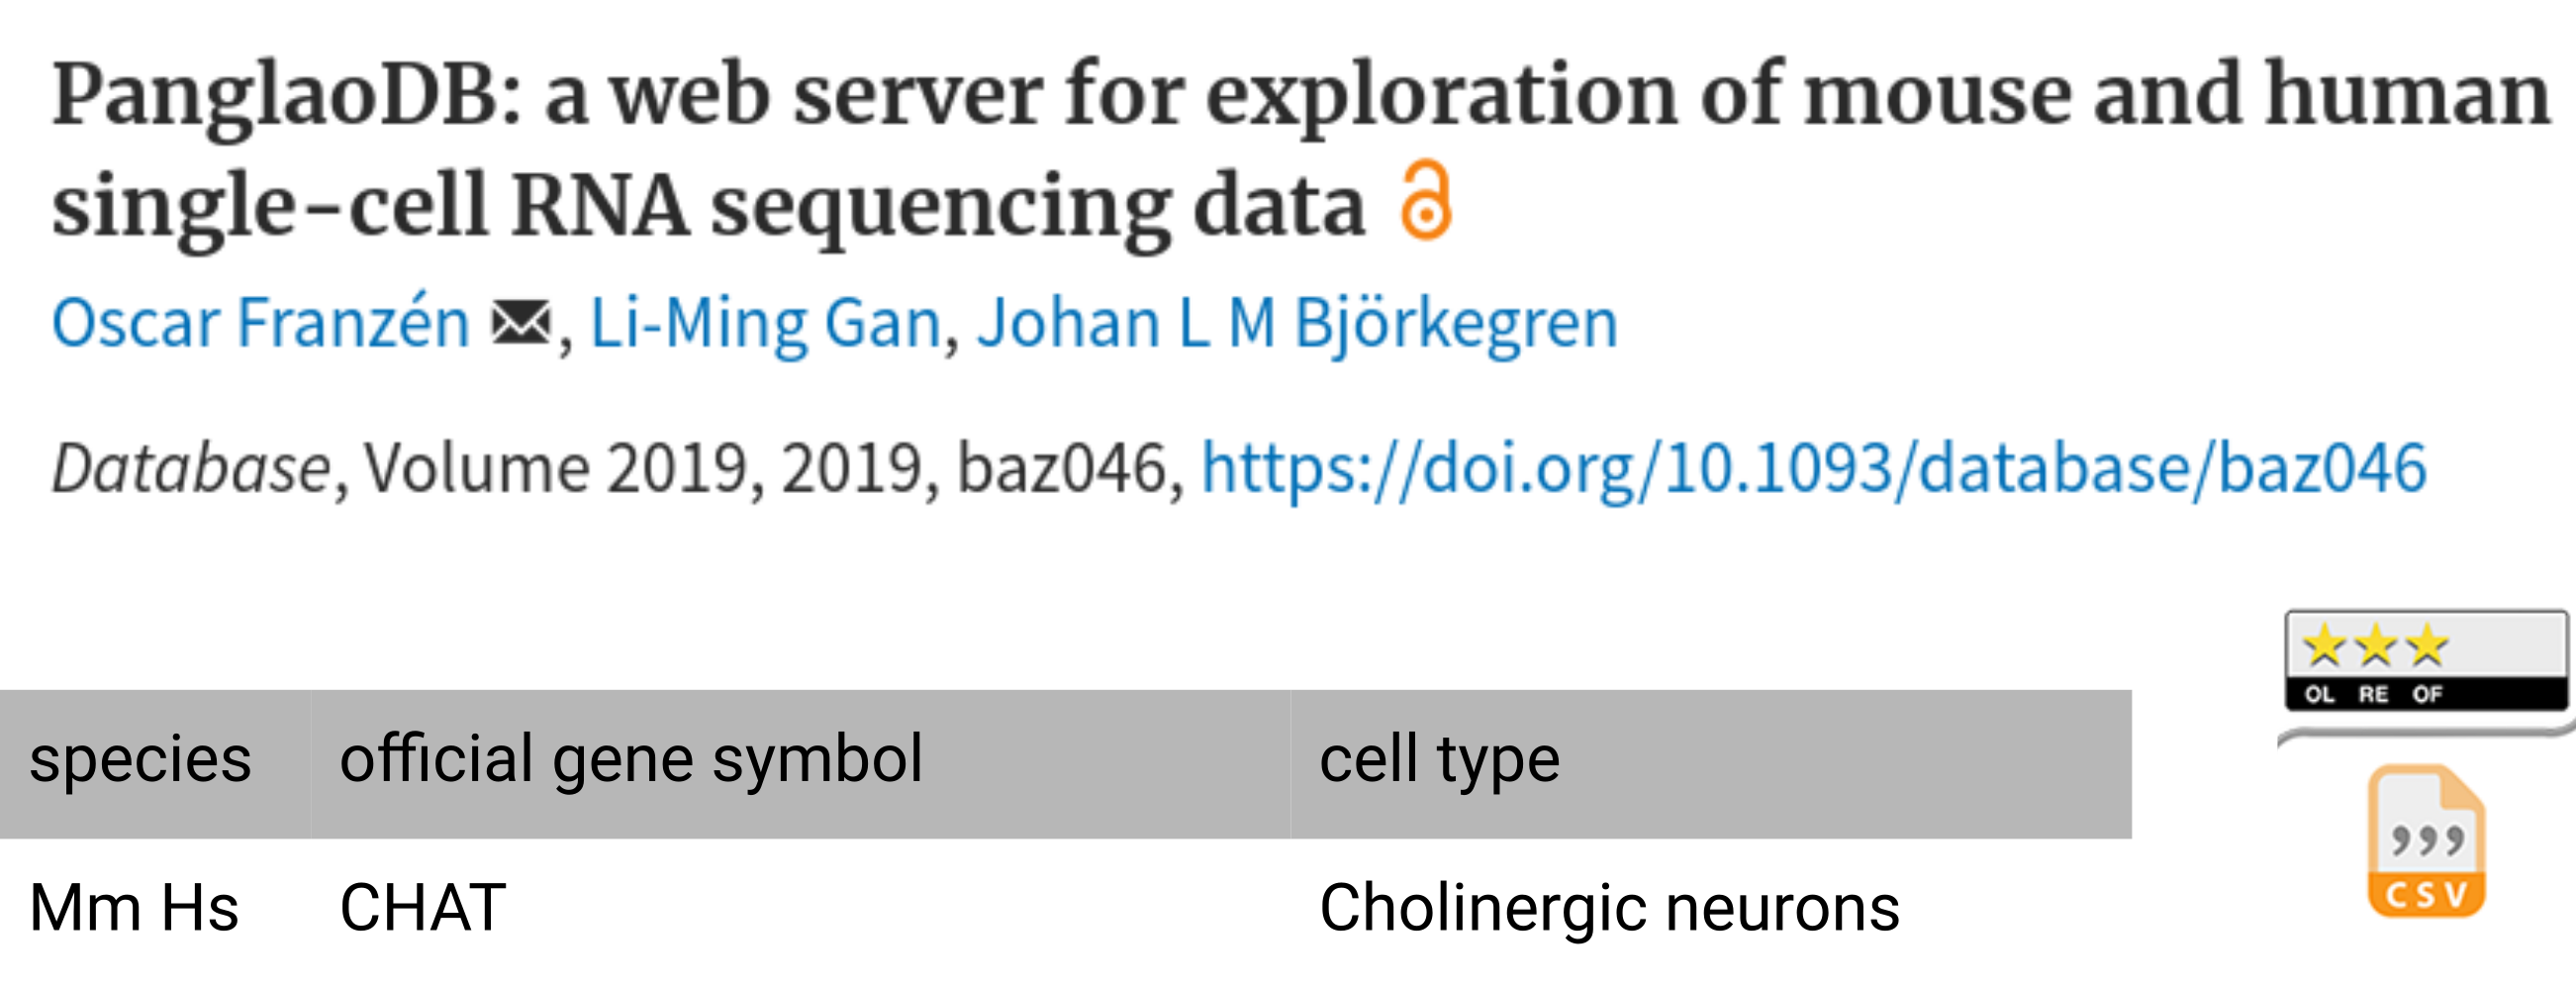 PanglaoDB: a web server for exploration of mouse and human
single-cell RNA sequencing data
Oscar Franzén, Li-Ming Gan, Johan L M Björkegren
Database, Volume 2019, 2019, baz046, https://doi.org/10.1093/database/baz046
OL RE OF
species official gene symbol cell type
,,,
CSV
Mm Hs CHAT Cholinergic neurons